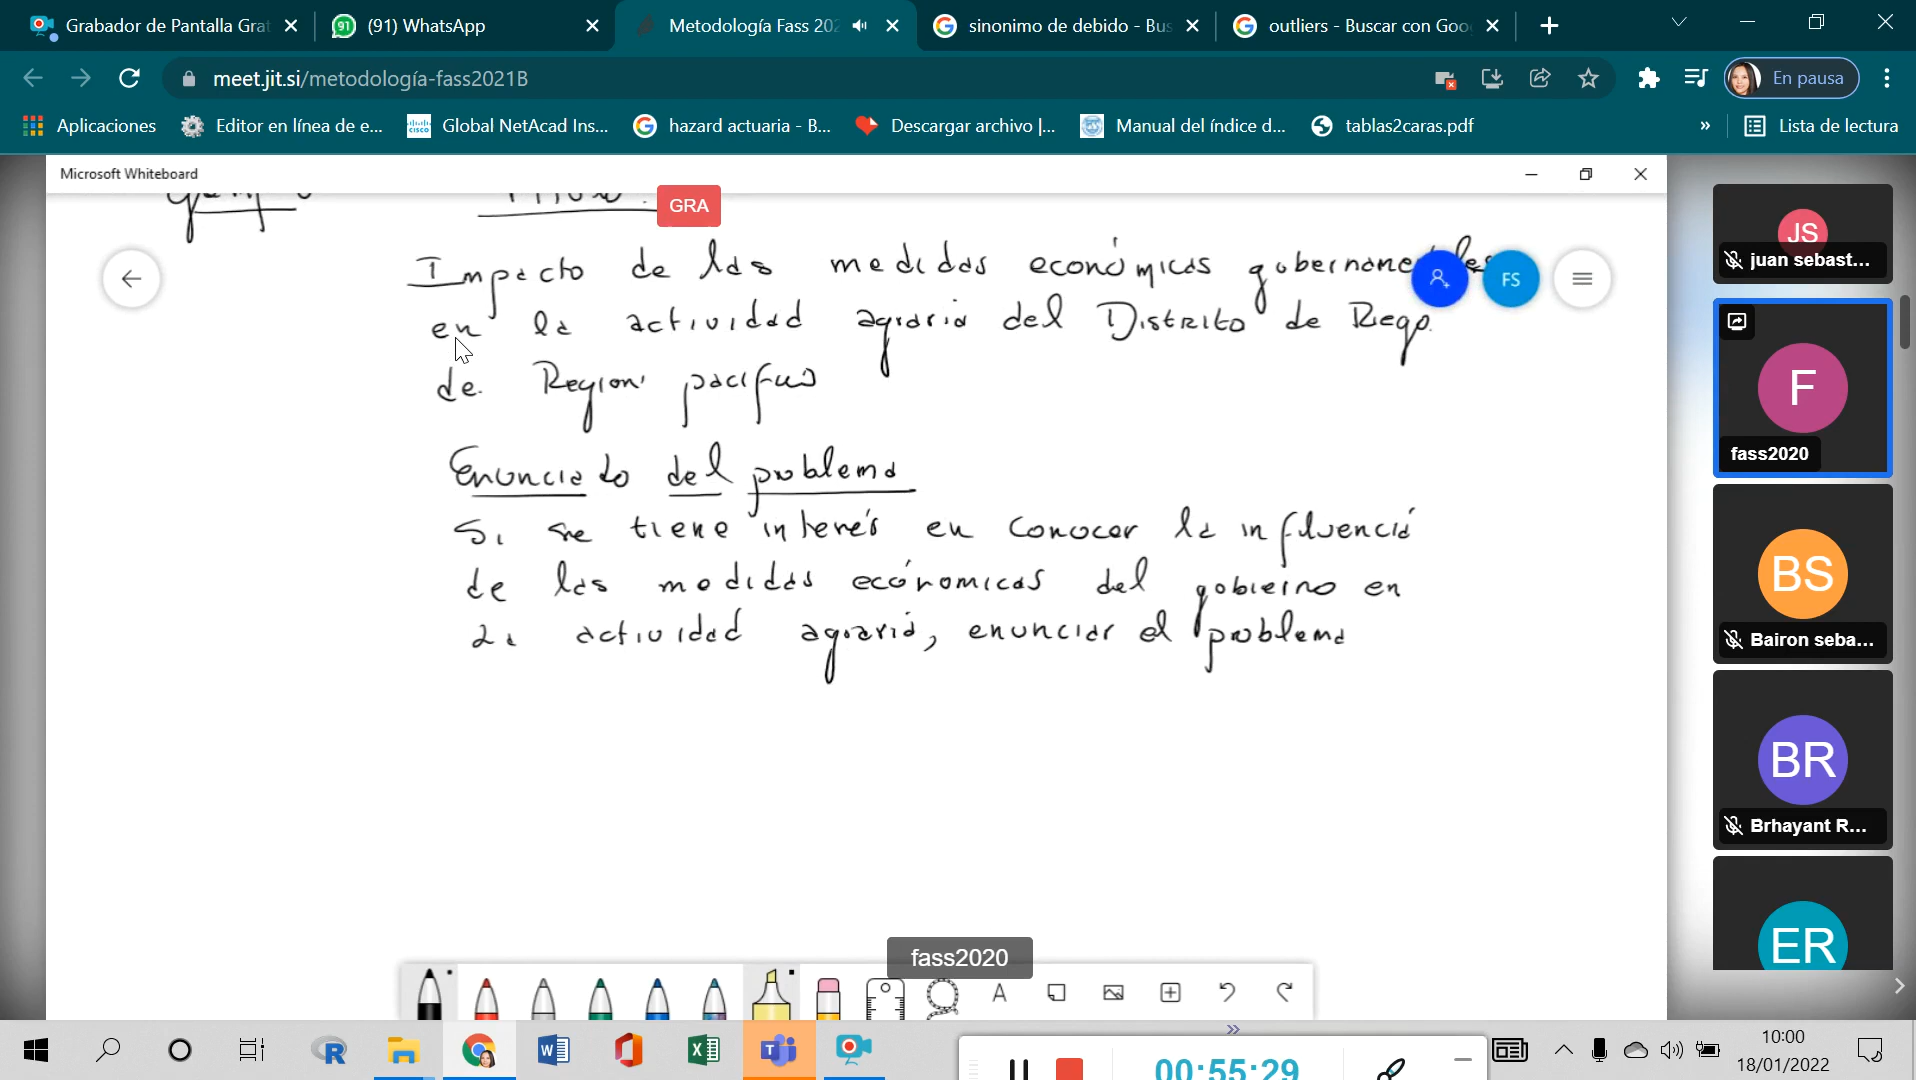 Grabador de Pantalla Grat
(91) WhatsApp
Metodología Fass 202
sinonimo de debido - Bus
outliers - Buscar con Goog
meet.jit.si/metodología-fass2021B
En pausa
Aplicaciones
Editor en línea de e...
Global NetAcad Ins...
hazard actuaria - B...
Descargar archivo |...
Manual del índice d...
tablas2caras.pdf
»
Lista de lectura
Microsoft Whiteboard
GRA
Impacto de las medidas económicas gubernamentales
en la actividad agraria del Distrito de Riego
de Region pacifico
FS
Enunciado del problema
Si se tiene interés en conocer la influencia
de las medidas económicas del gobierno en
la actividad agraria, enunciar el problema
JS
juan sebast...
F
fass2020
BS
Bairon seba...
BR
Brhayant R...
ER
fass2020
00:55:29
10:00
18/01/2022